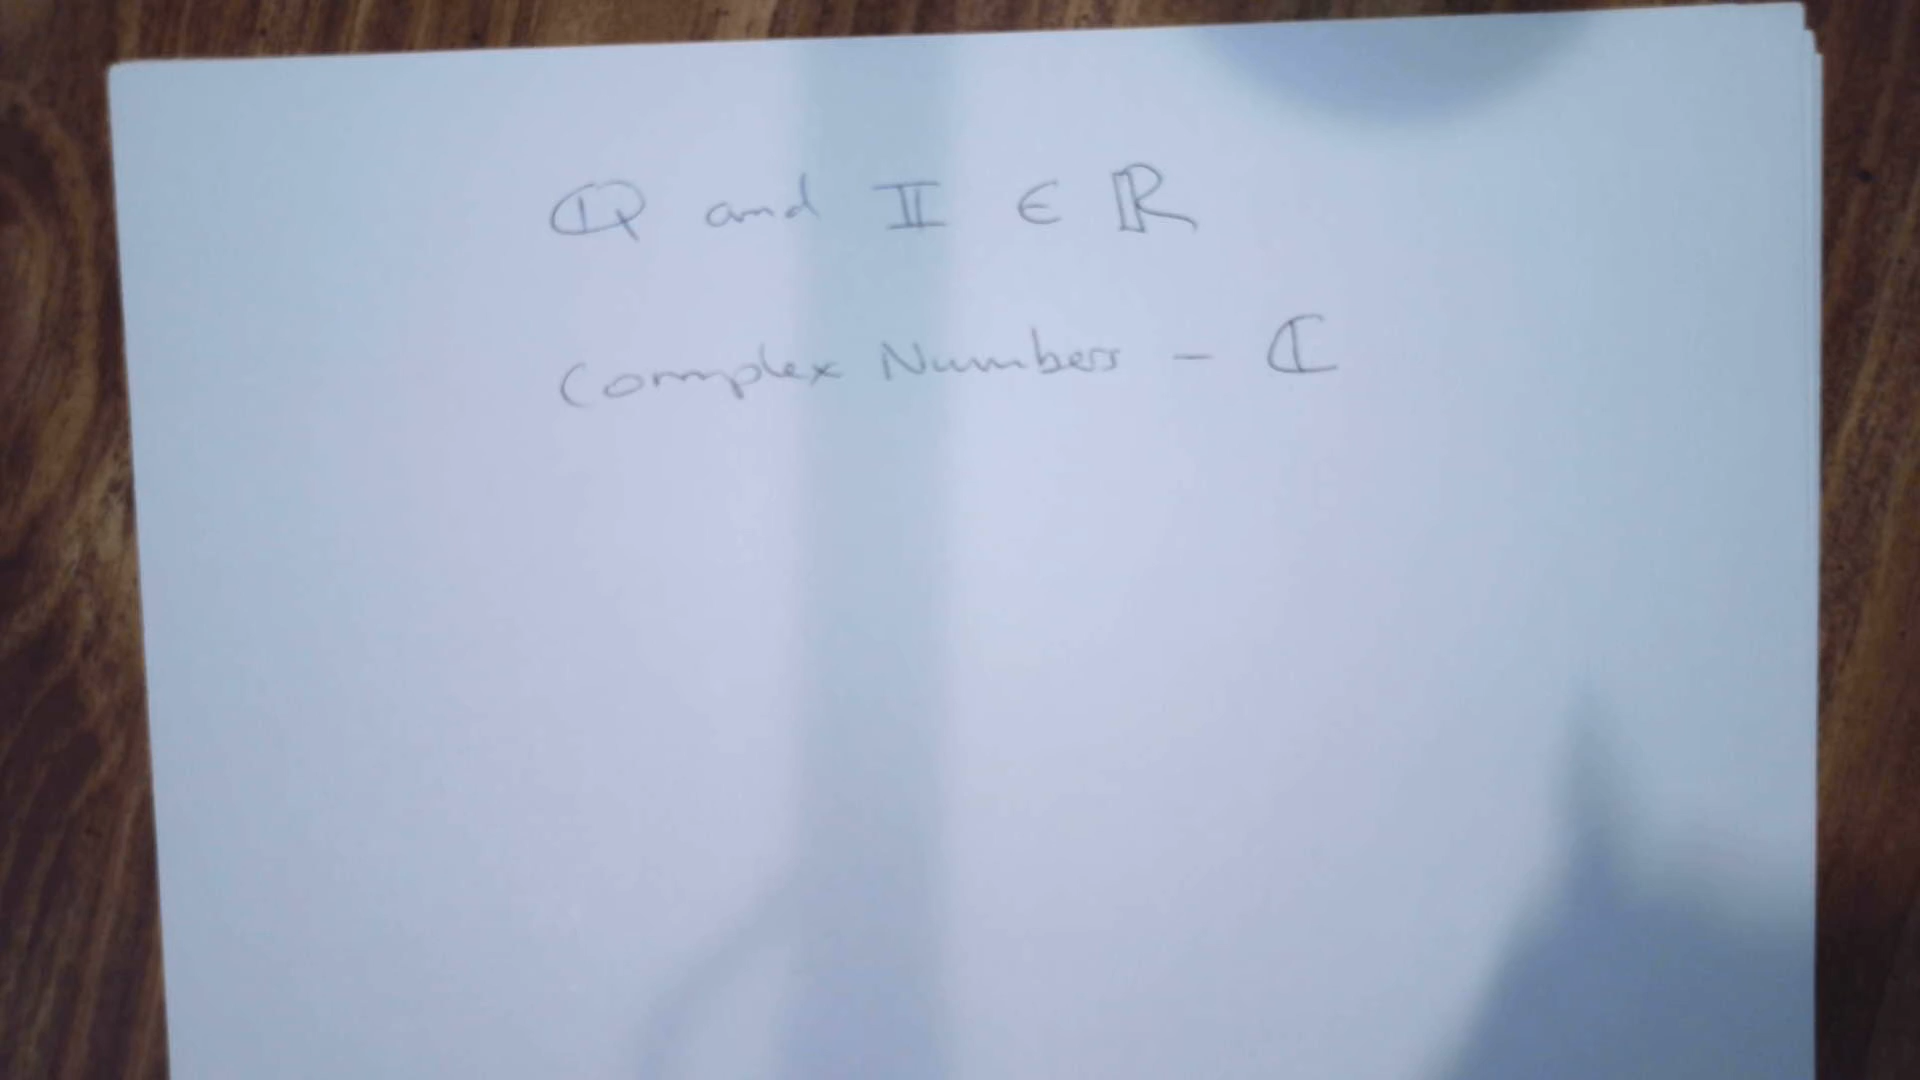 ℚ and 𝕀 ∈ ℝ
Complex Numbers - ℂ